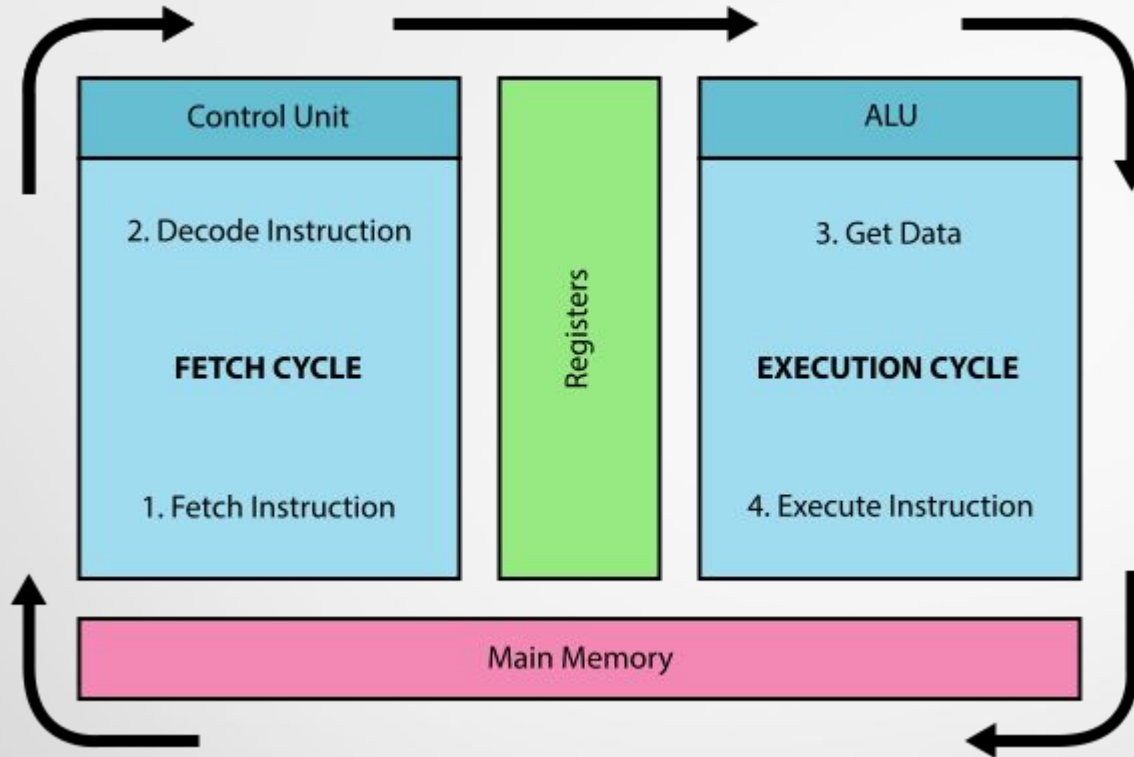 Control Unit
2. Decode Instruction
FETCH CYCLE
1. Fetch Instruction
Registers
ALU
3. Get Data
EXECUTION CYCLE
4. Execute Instruction
Main Memory